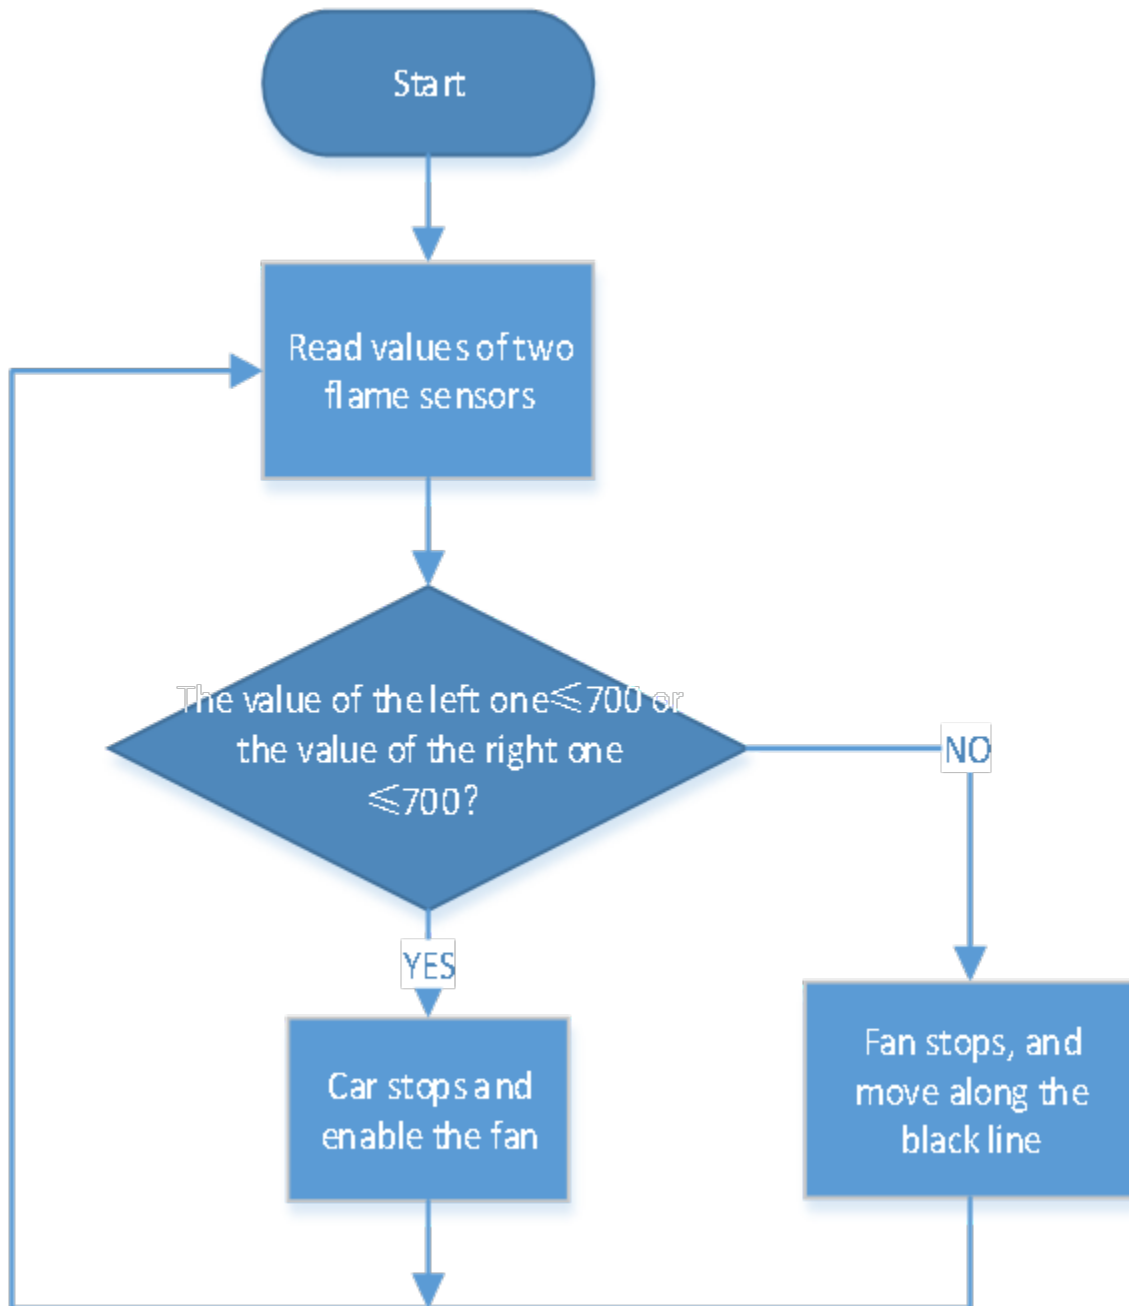 Start
Read values of two
flame sensors
The value of the left one≤700 or
the value of the right one
≤700?
NO
YES
Car stops and
enable the fan
Fan stops, and
move along the
black line